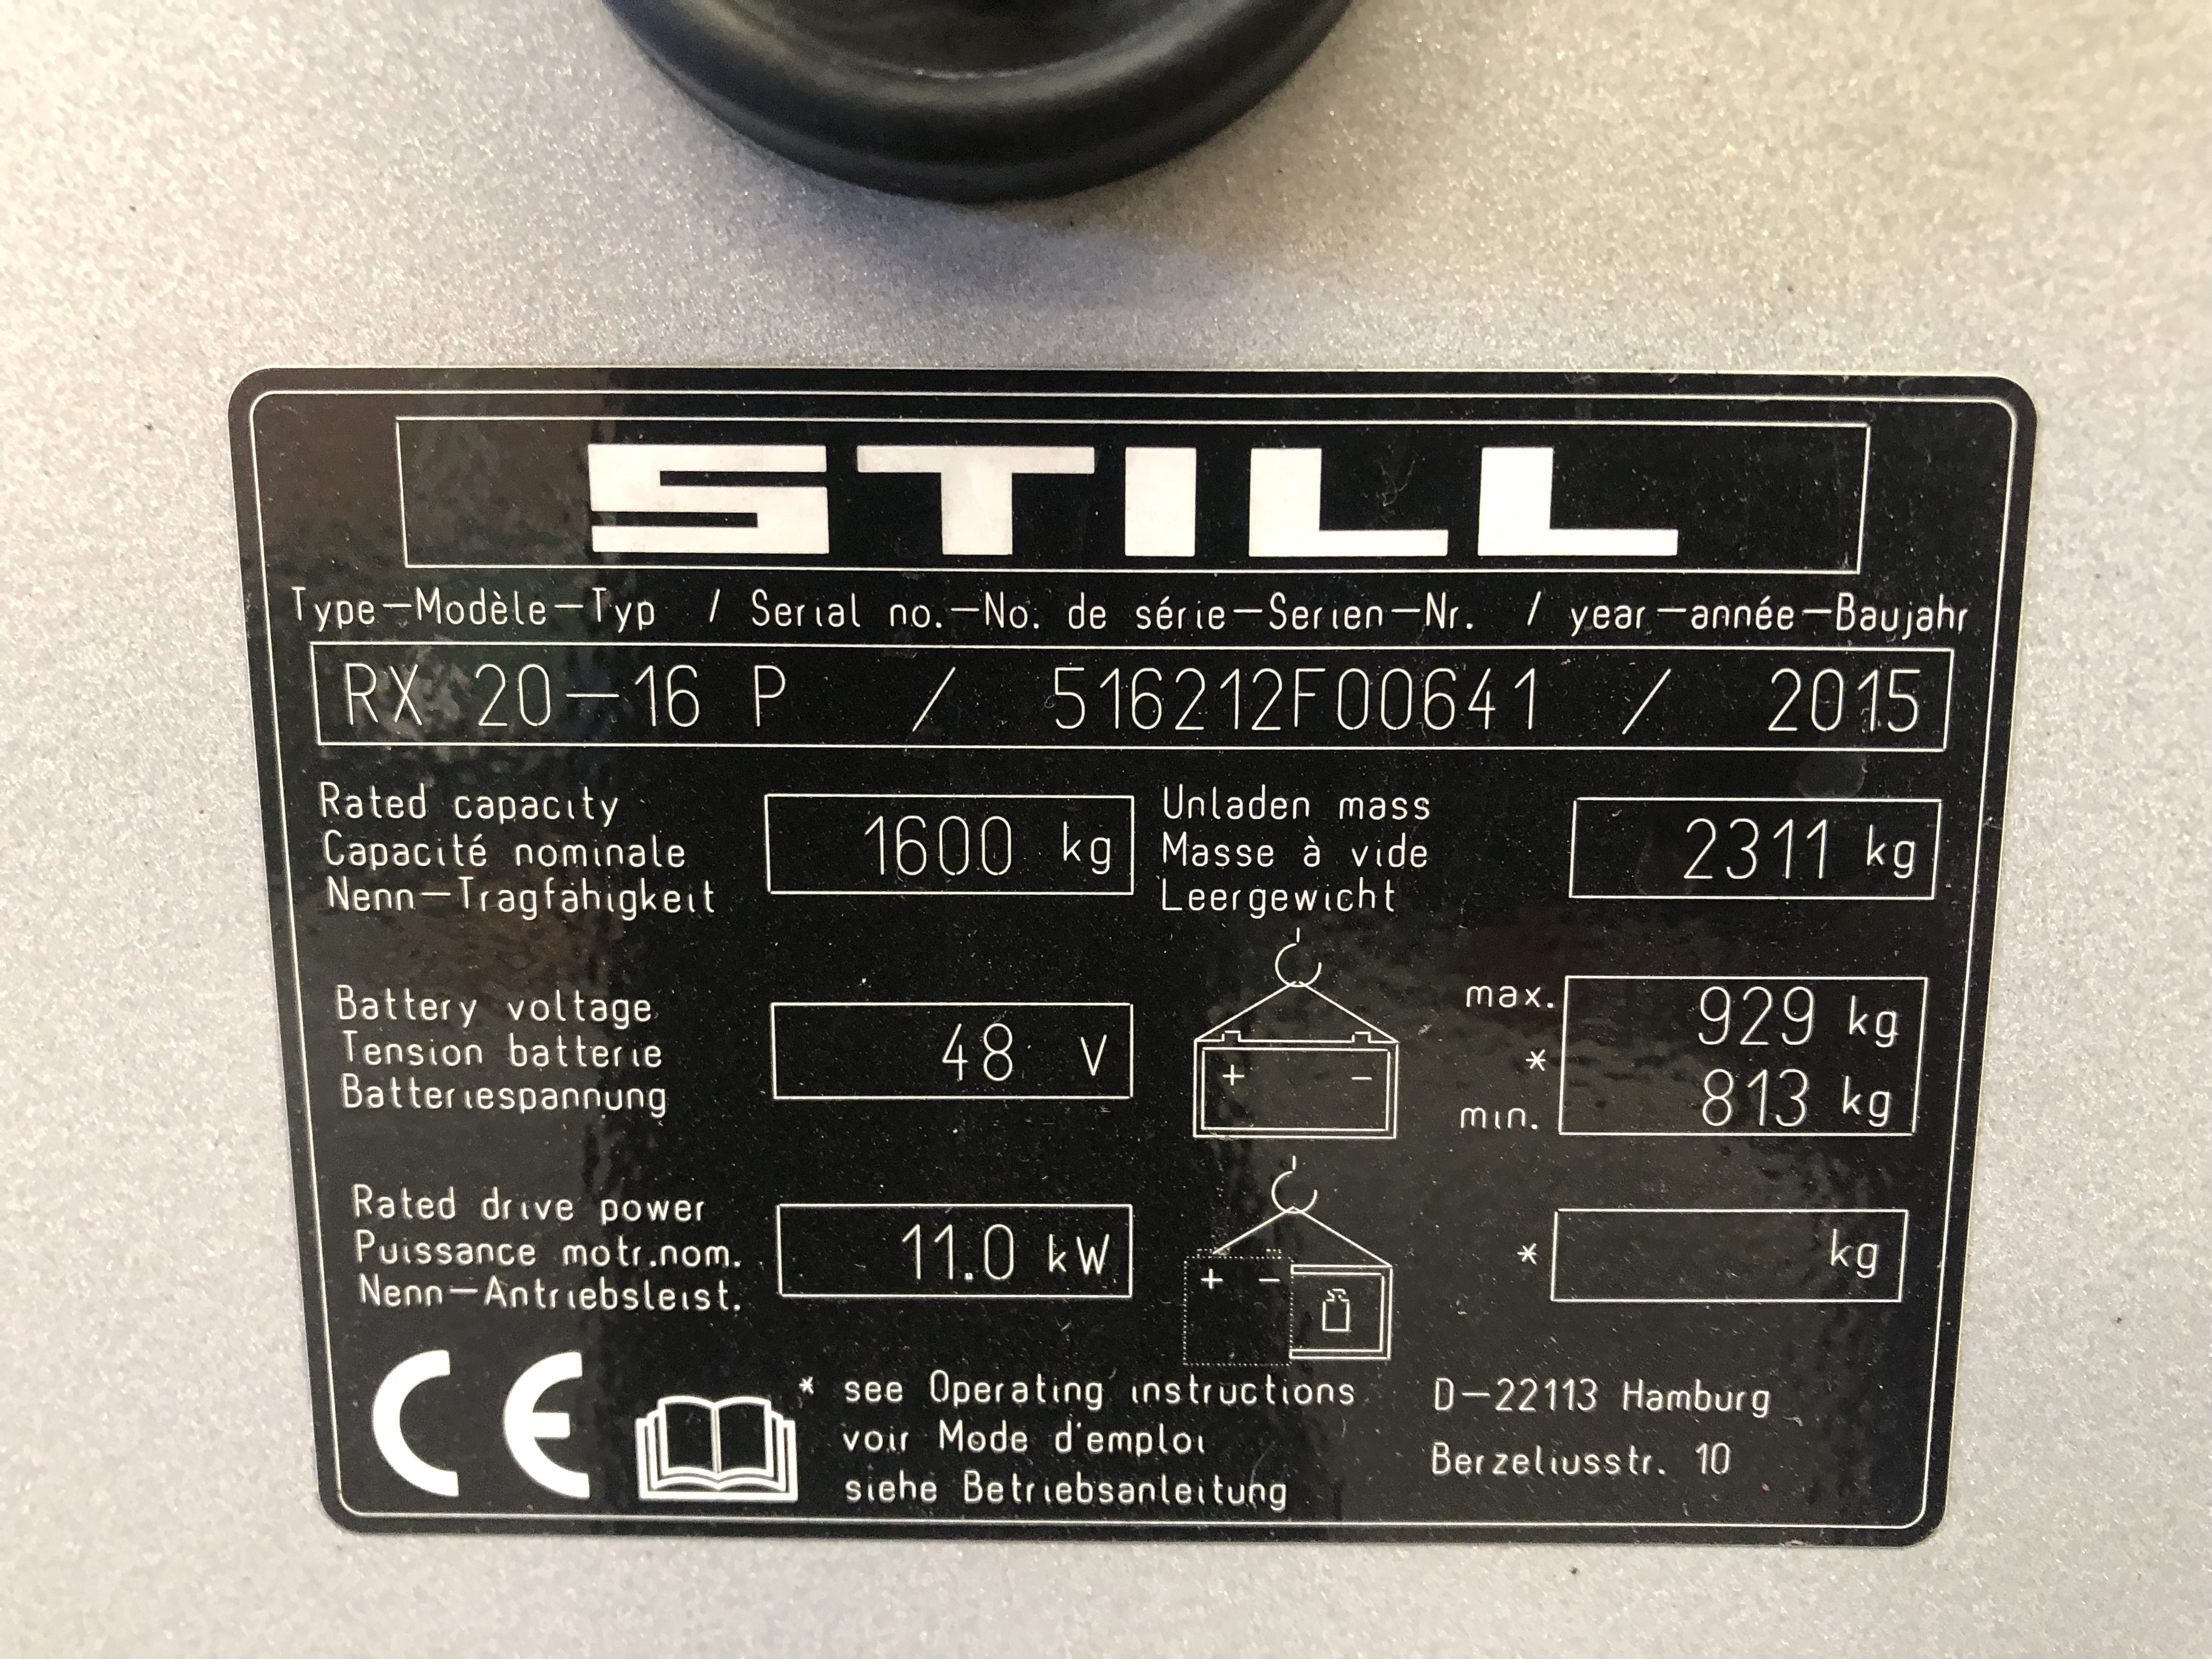 STILL
Type-Modèle-Typ / Serial no.-No. de série-Serien-Nr. / year-année-Baujahr
RX 20-16 P / 516212F00641 / 2015
Rated capacity
Capacité nominale
Nenn-Tragfähigkeit
1600 kg
Unladen mass
Masse à vide
Leergewicht
2311 kg
Battery voltage
Tension batterie
Batteriespannung
48 V
+ -
max. 929 kg
*
min. 813 kg
Rated drive power
Puissance motr.nom.
Nenn-Antriebsleist.
11.0 kW
+ -
* kg
CE
* see Operating instructions
voir Mode d'emploi
siehe Betriebsanleitung
D-22113 Hamburg
Berzeliusstr. 10